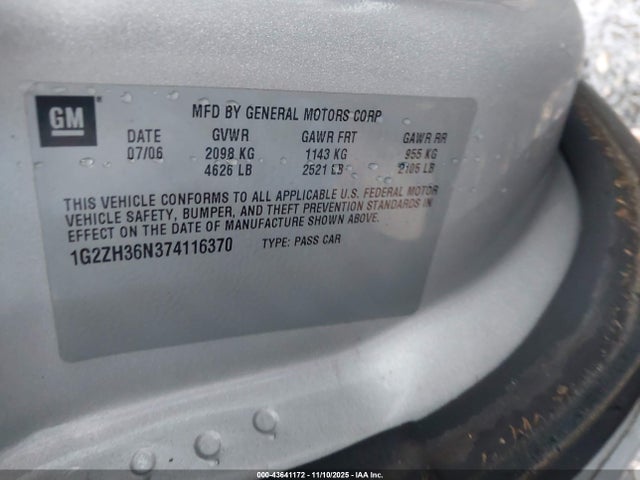 GM
MFD BY GENERAL MOTORS CORP
DATE GVWR GAWR FRT GAWR RR
07/06 2098 KG 1143 KG 955 KG
4626 LB 2521 LB 2105 LB
THIS VEHICLE CONFORMS TO ALL APPLICABLE U.S. FEDERAL MOTOR
VEHICLE SAFETY, BUMPER, AND THEFT PREVENTION STANDARDS IN
EFFECT ON THE DATE OF MANUFACTURE SHOWN ABOVE.
1G2ZH36N374116370 TYPE: PASS CAR
000-43641172 - 11/10/2025 - IAA Inc.